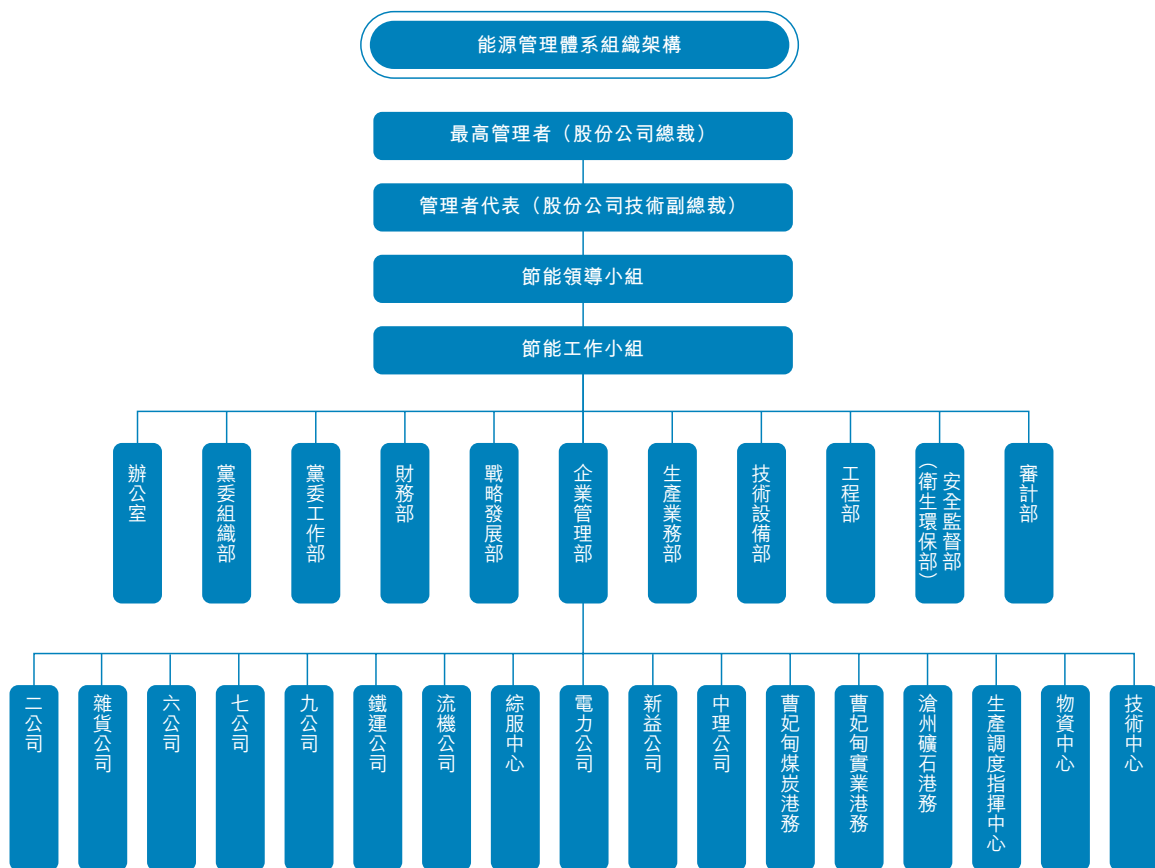 能源管理體系組織架構
最高管理者（股份公司總裁）
管理者代表（股份公司技術副總裁）
節能領導小組
節能工作小組
辦公室
黨委組織部
黨委工作部
財務部
戰略發展部
企業管理部
生產業務部
技術設備部
工程部
安全監督部
（衛生環保部）
審計部
二公司
雜貨公司
六公司
七公司
九公司
鐵運公司
流機公司
綜服中心
電力公司
新益公司
中理公司
曹妃甸煤炭港務
曹妃甸實業港務
滄州礦石港務
生產調度指揮中心
物資中心
技術中心